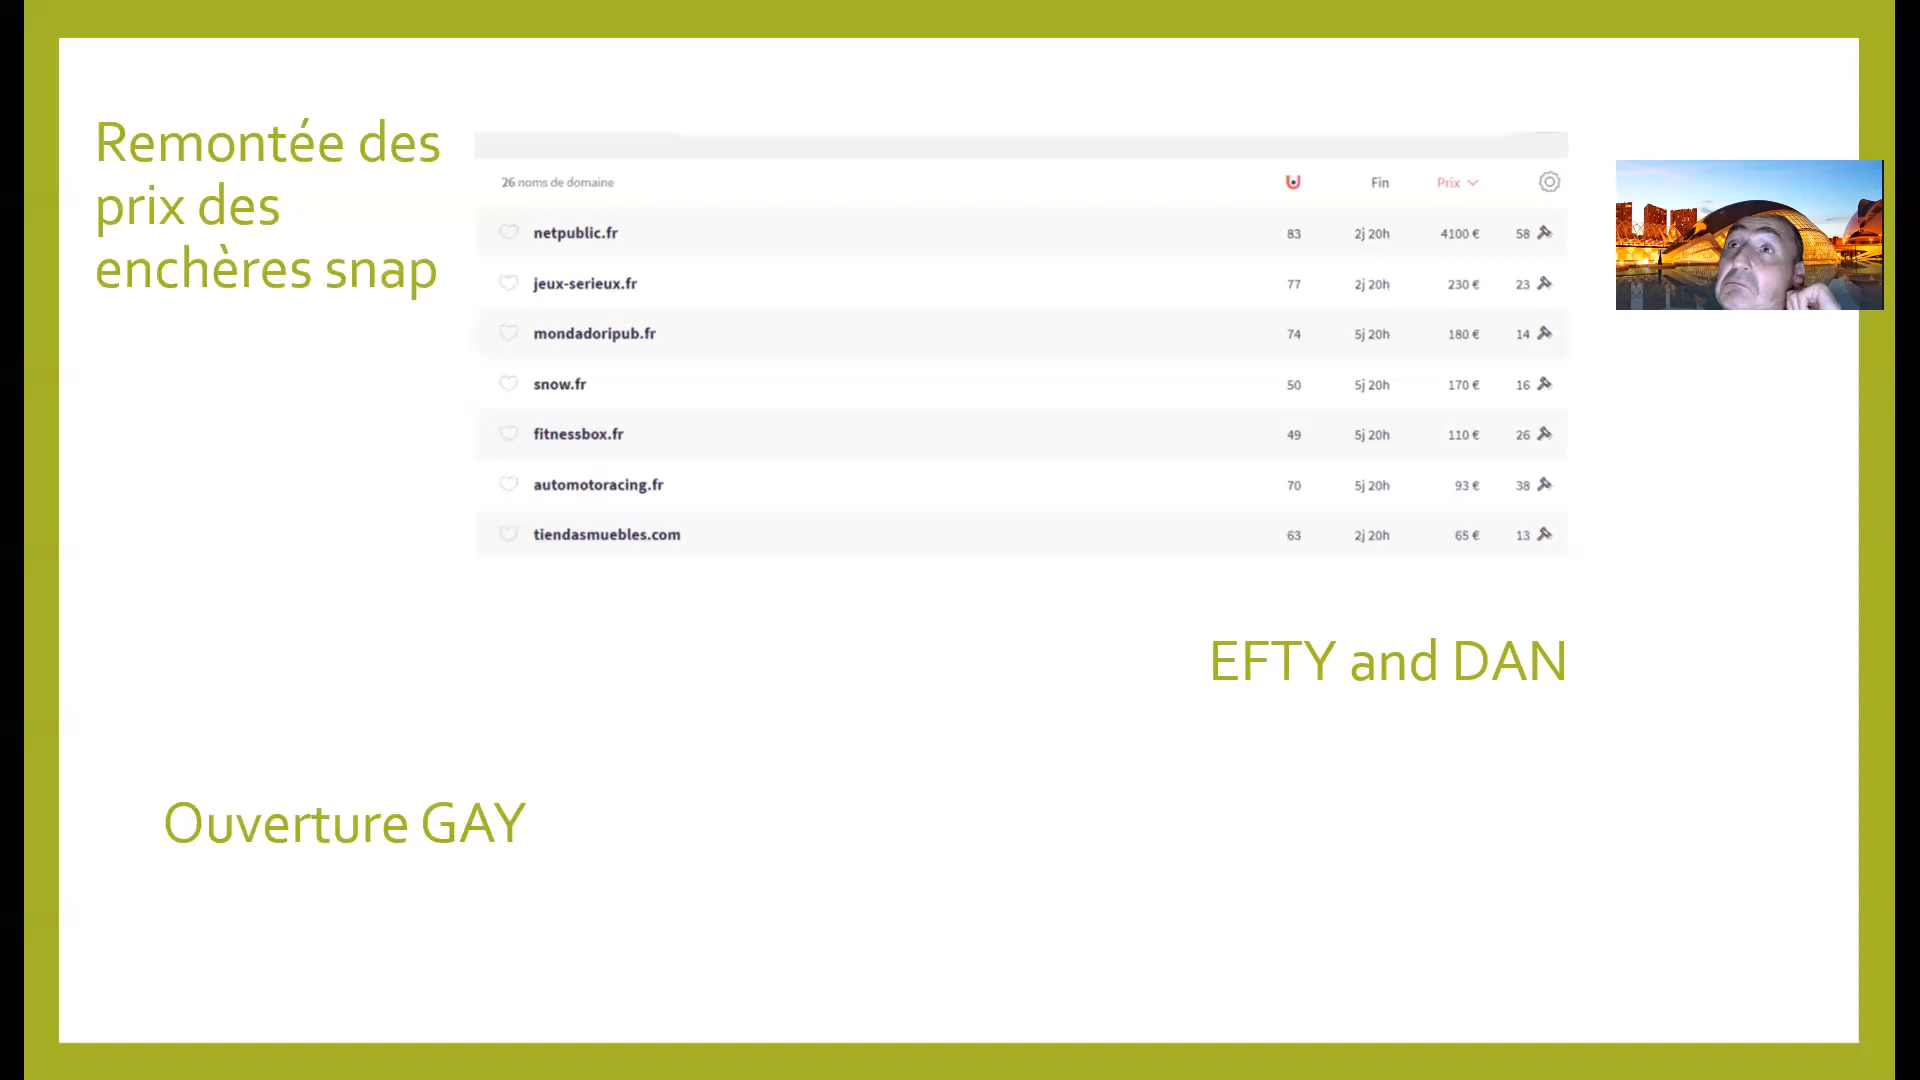 Remontée des
prix des
enchères snap
26 noms de domaine Fin Prix
netpublic.fr 83 2j 20h 4100 € 58
jeux-serieux.fr 77 2j 20h 230 € 23
mondadoripub.fr 74 5j 20h 180 € 14
snow.fr 50 5j 20h 170 € 16
fitnessbox.fr 49 5j 20h 110 € 26
automotoracing.fr 70 5j 20h 93 € 38
tiendasmuebles.com 63 2j 20h 65 € 13
EFTY and DAN
Ouverture GAY